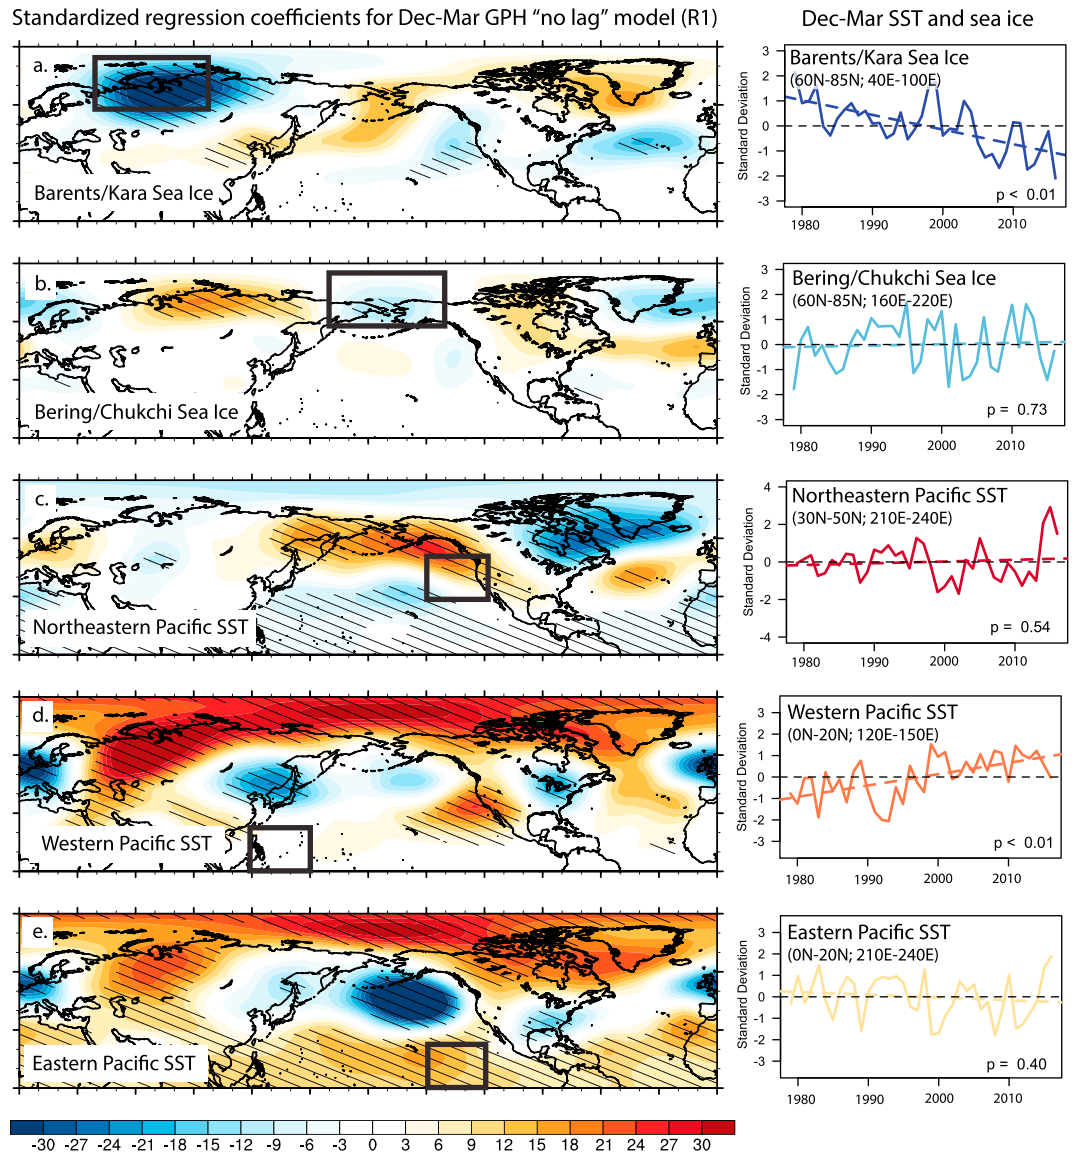 Standardized regression coefficients for Dec-Mar GPH “no lag” model (R1)
Dec-Mar SST and sea ice
a.
Barents/Kara Sea Ice
Barents/Kara Sea Ice
(60N-85N; 40E-100E)
Standard Deviation
3
2
1
0
-1
-2
-3
p < 0.01
1980 1990 2000 2010
b.
Bering/Chukchi Sea Ice
Bering/Chukchi Sea Ice
(60N-85N; 160E-220E)
Standard Deviation
3
2
1
0
-1
-2
-3
p = 0.73
1980 1990 2000 2010
c.
Northeastern Pacific SST
Northeastern Pacific SST
(30N-50N; 210E-240E)
Standard Deviation
4
2
0
-2
-4
p = 0.54
1980 1990 2000 2010
d.
Western Pacific SST
Western Pacific SST
(0N-20N; 120E-150E)
Standard Deviation
3
2
1
0
-1
-2
-3
p < 0.01
1980 1990 2000 2010
e.
Eastern Pacific SST
Eastern Pacific SST
(0N-20N; 210E-240E)
Standard Deviation
3
2
1
0
-1
-2
-3
p = 0.40
1980 1990 2000 2010
-30 -27 -24 -21 -18 -15 -12 -9 -6 -3 0 3 6 9 12 15 18 21 24 27 30